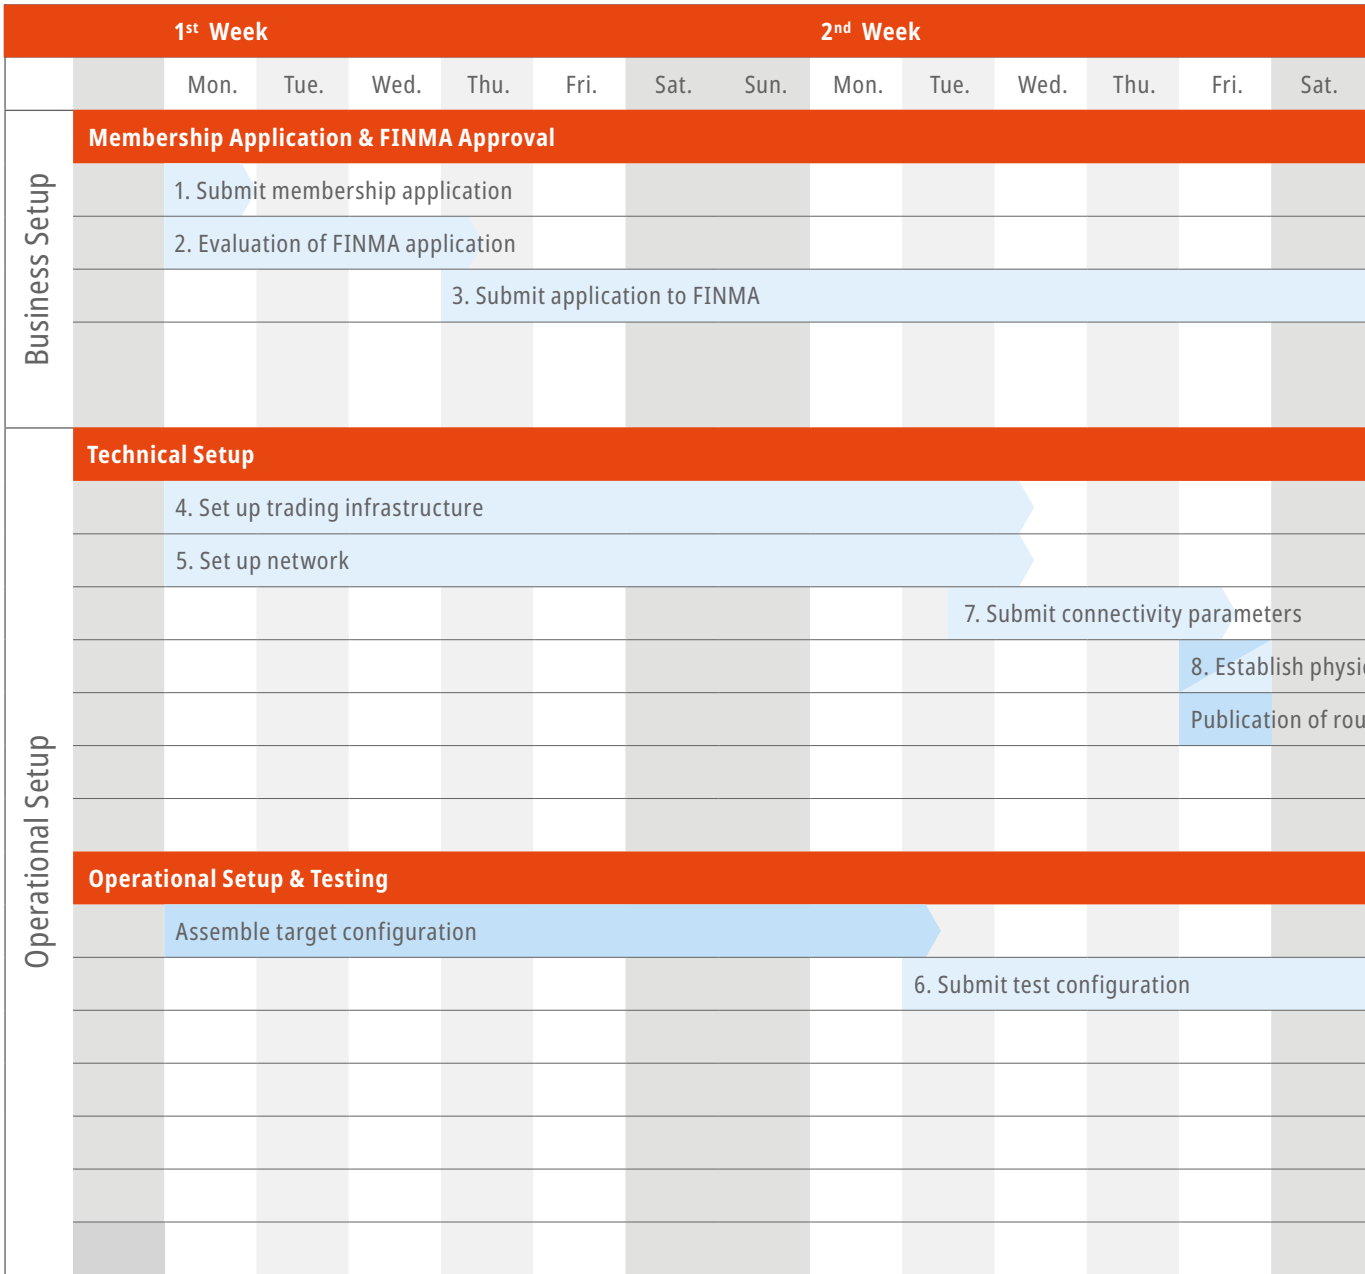 1st Week 2nd Week
Mon. Tue. Wed. Thu. Fri. Sat. Sun. Mon. Tue. Wed. Thu. Fri. Sat.
Business Setup
Membership Application & FINMA Approval
1. Submit membership application
2. Evaluation of FINMA application
3. Submit application to FINMA
Operational Setup
Technical Setup
4. Set up trading infrastructure
5. Set up network
7. Submit connectivity parameters
8. Establish
Publication of
Operational Setup & Testing
Assemble target configuration
6. Submit test configuration